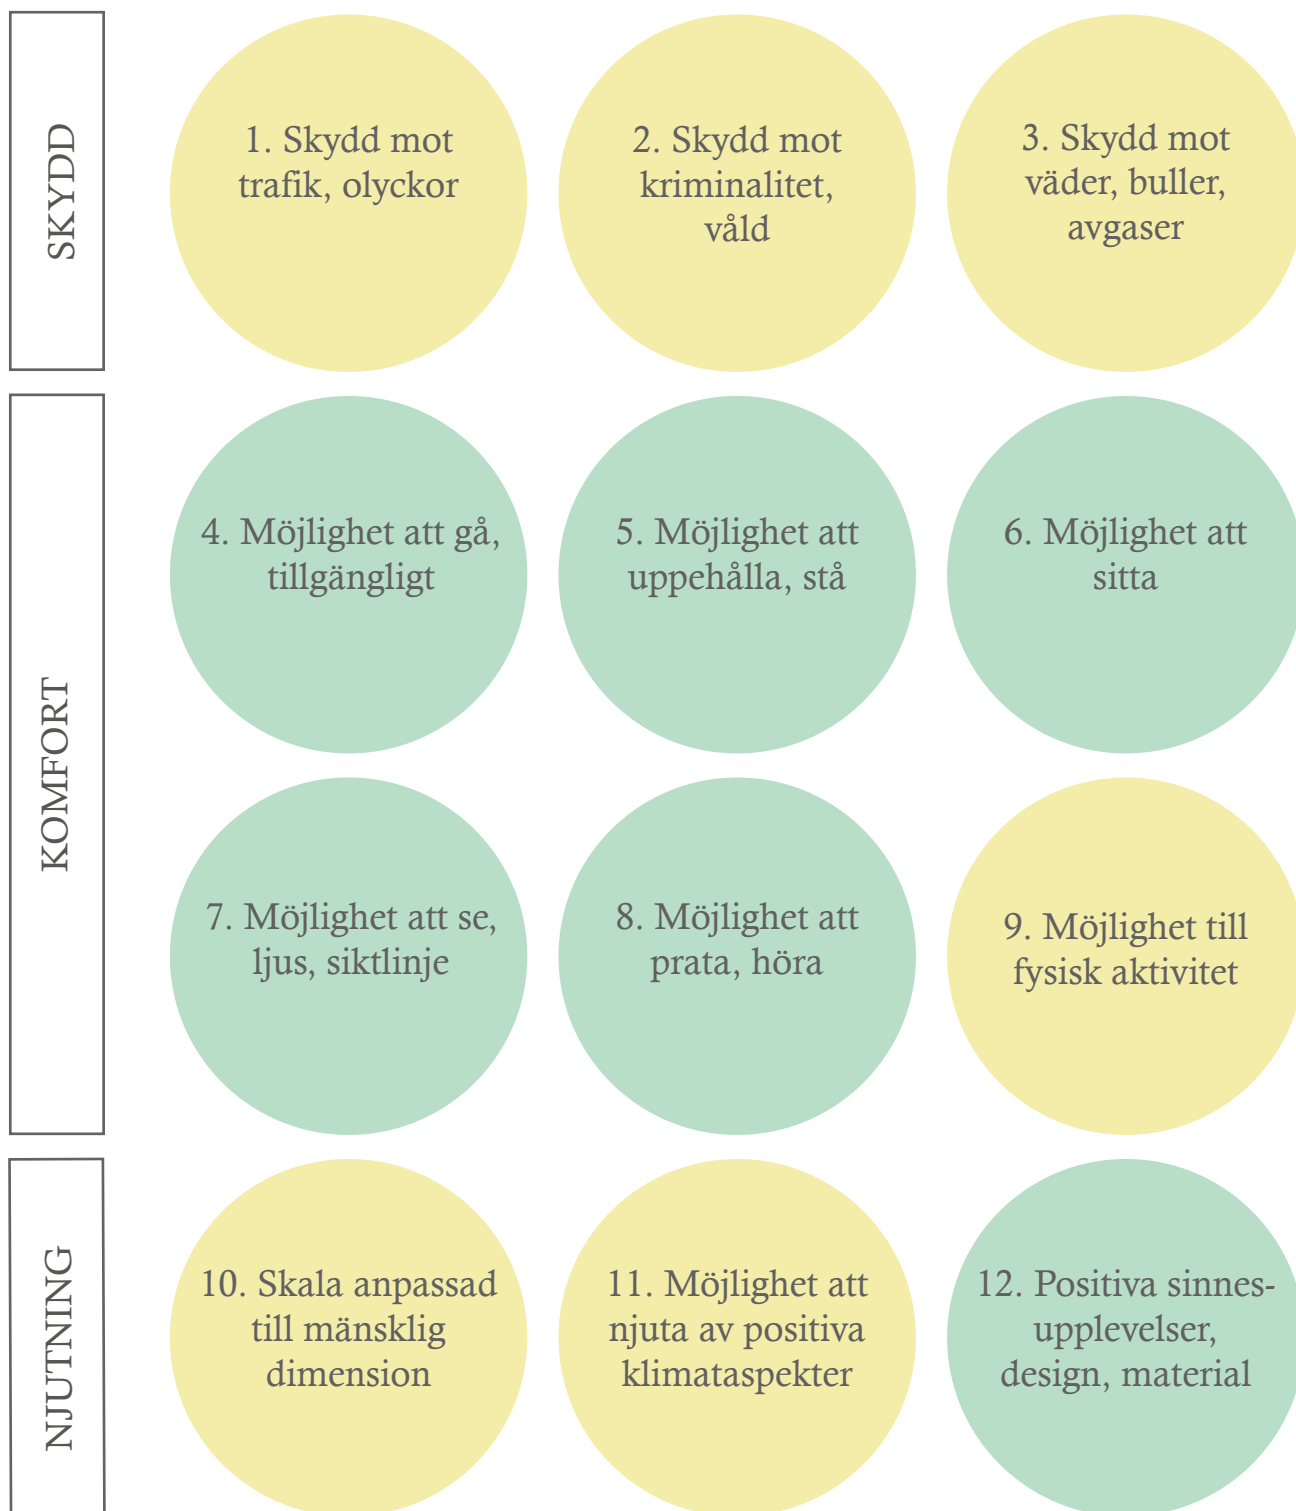 SKYDD
1. Skydd mot
trafik, olyckor
2. Skydd mot
kriminalitet,
våld
3. Skydd mot
väder, buller,
avgaser
KOMFORT
4. Möjlighet att gå,
tillgängligt
5. Möjlighet att
uppehålla, stå
6. Möjlighet att
sitta
7. Möjlighet att se,
ljus, siktlinje
8. Möjlighet att
prata, höra
9. Möjlighet till
fysisk aktivitet
NJUTNING
10. Skala anpassad
till mänsklig
dimension
11. Möjlighet att
njuta av positiva
klimataspekter
12. Positiva sinnes-
upplevelser,
design, material